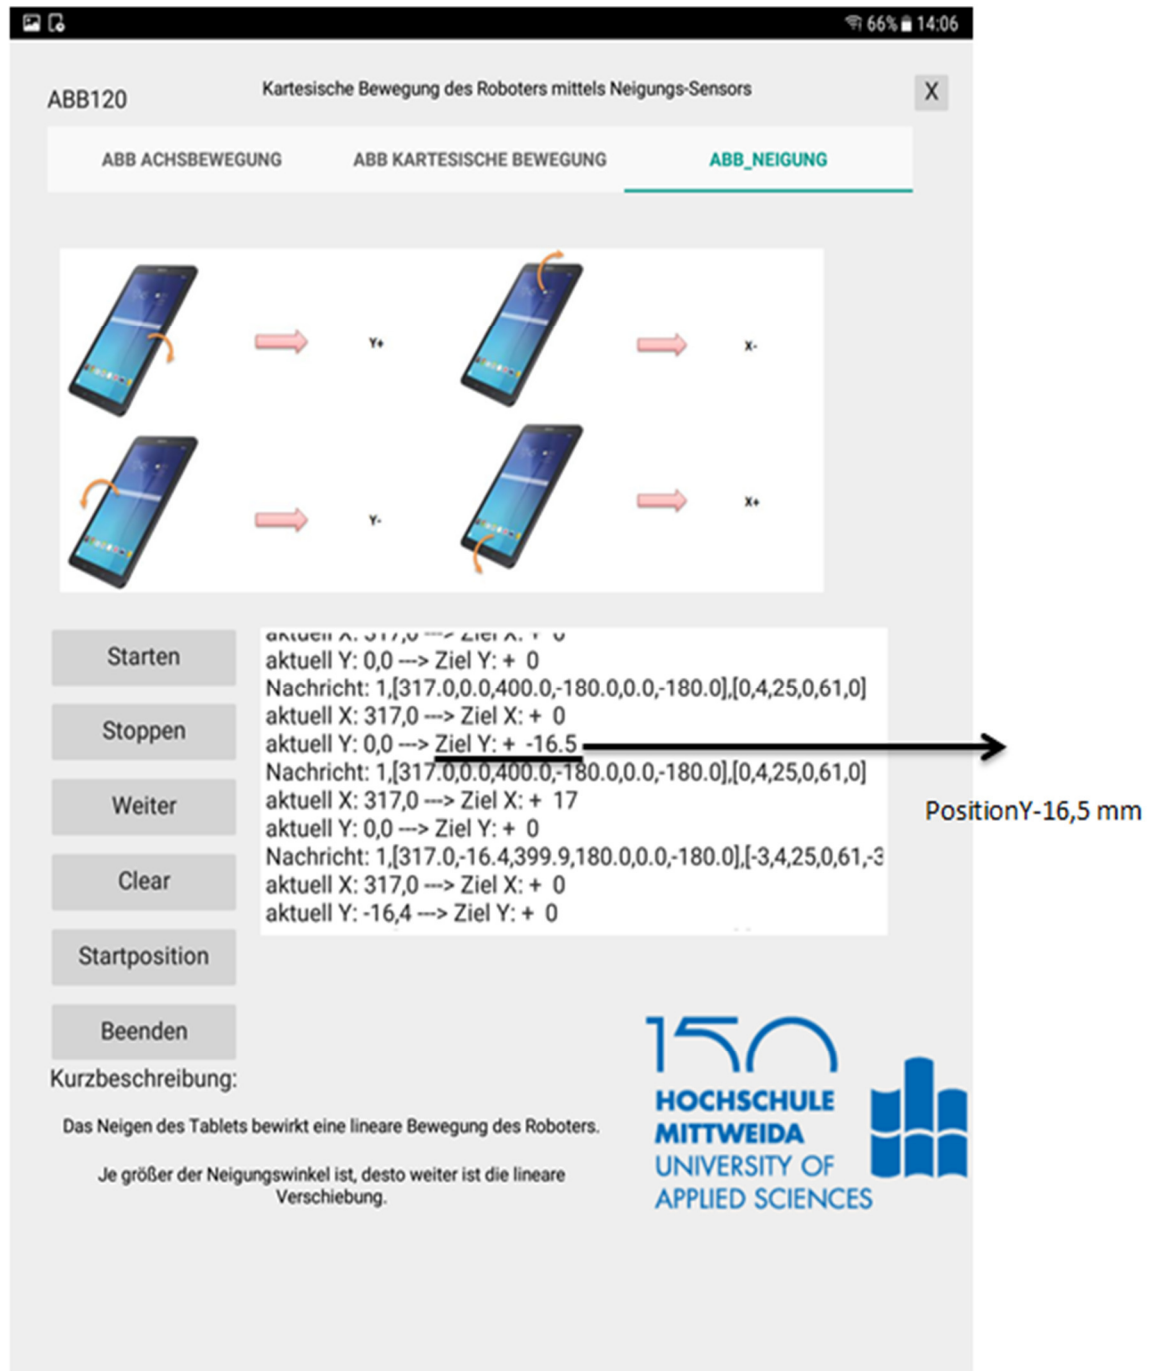 66% 14:06
ABB120
Kartesische Bewegung des Roboters mittels Neigungs-Sensors
X
ABB ACHSBEWEGUNG
ABB KARTESISCHE BEWEGUNG
ABB_NEIGUNG
Y+
X-
Y-
X+
Starten
Stoppen
Weiter
Clear
Startposition
Beenden
aktuell X: 317,0 ---> Ziel X: + 0
aktuell Y: 0,0 ---> Ziel Y: + 0
Nachricht: 1,[317.0,0.0,400.0,-180.0,0.0,-180.0],[0,4,25,0,61,0]
aktuell X: 317,0 ---> Ziel X: + 0
aktuell Y: 0,0 ---> Ziel Y: + -16.5
Nachricht: 1,[317.0,0.0,400.0,-180.0,0.0,-180.0],[0,4,25,0,61,0]
aktuell X: 317,0 ---> Ziel X: + 17
aktuell Y: 0,0 ---> Ziel Y: + 0
Nachricht: 1,[317.0,-16.4,399.9,180.0,0.0,-180.0],[-3,4,25,0,61,-3
aktuell X: 317,0 ---> Ziel X: + 0
aktuell Y: -16,4 ---> Ziel Y: + 0
PositionY-16,5 mm
Kurzbeschreibung:
Das Neigen des Tablets bewirkt eine lineare Bewegung des Roboters.
Je größer der Neigungswinkel ist, desto weiter ist die lineare
Verschiebung.
150
HOCHSCHULE
MITTWEIDA
UNIVERSITY OF
APPLIED SCIENCES